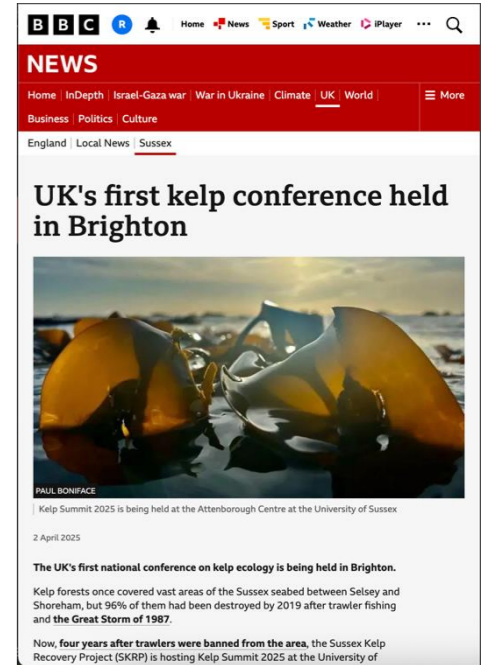 BBC R Home News Sport Weather iPlayer
NEWS
Home InDepth Israel-Gaza war War in Ukraine Climate UK World More
Business Politics Culture
England Local News Sussex
UK's first kelp conference held
in Brighton
PAUL BONIFACE
Kelp Summit 2025 is being held at the Attenborough Centre at the University of Sussex
2 April 2025
The UK's first national conference on kelp ecology is being held in Brighton.
Kelp forests once covered vast areas of the Sussex seabed between Selsey and
Shoreham, but 96% of them had been destroyed by 2019 after trawler fishing
and the Great Storm of 1987.
Now, four years after trawlers were banned from the area, the Sussex Kelp
Recovery Project (SKRP) is hosting Kelp Summit 2025 at the University of